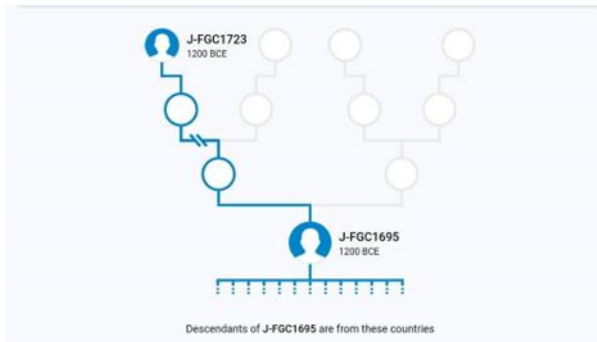 J-FGC1723
1200 BCE
J-FGC1695
1200 BCE
Descendants of J-FGC1695 are from these countries